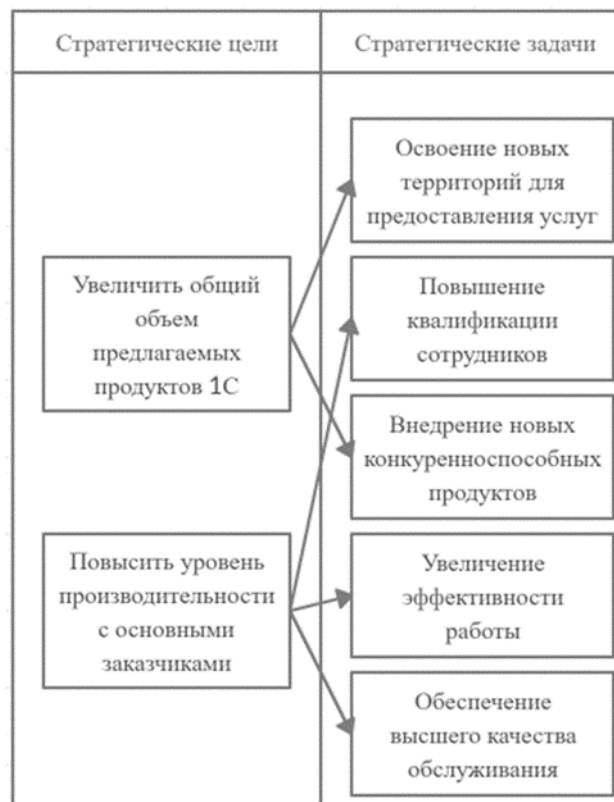 Стратегические цели
Стратегические задачи
Увеличить общий
объем
предлагаемых
продуктов 1С
Повысить уровень
производительности
с основными
заказчиками
Освоение новых
территорий для
предоставления услуг
Повышение
квалификации
сотрудников
Внедрение новых
конкуренноспособных
продуктов
Увеличение
эффективности
работы
Обеспечение
высшего качества
обслуживания